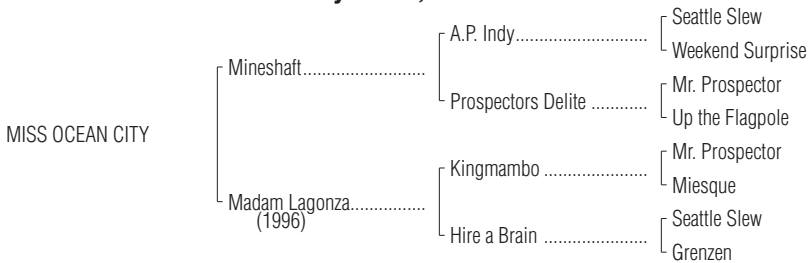 Seattle Slew
A.P. Indy............................
Weekend Surprise
Mineshaft..........................
Mr. Prospector
Prospectors Delite ............
Up the Flagpole
MISS OCEAN CITY
Mr. Prospector
Kingmambo ......................
Miesque
Madam Lagonza................
(1996)
Seattle Slew
Hire a Brain ......................
Grenzen